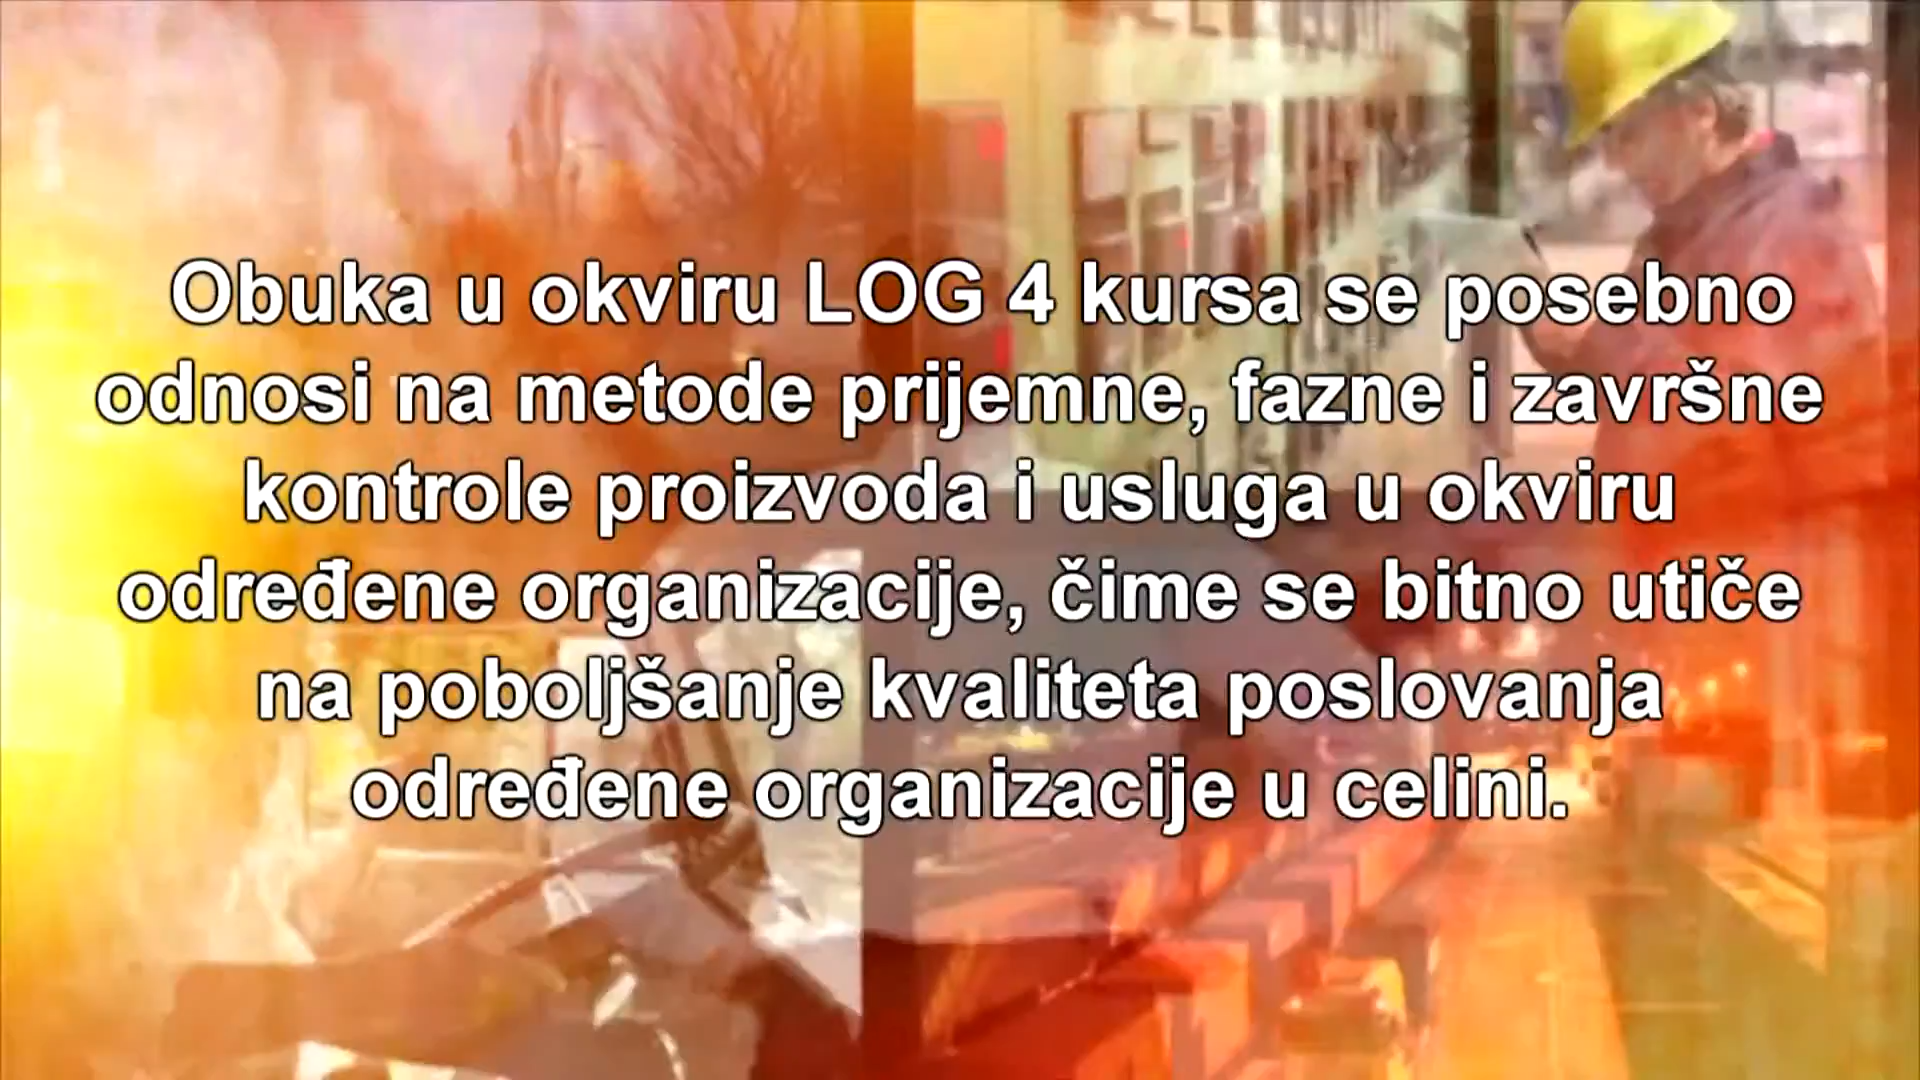 Obuka u okviru LOG 4 kursa se posebno
odnosi na metode prijemne, fazne i završne
kontrole proizvoda i usluga u okviru
određene organizacije, čime se bitno utiče
na poboljšanje kvaliteta poslovanja
određene organizacije u celini.